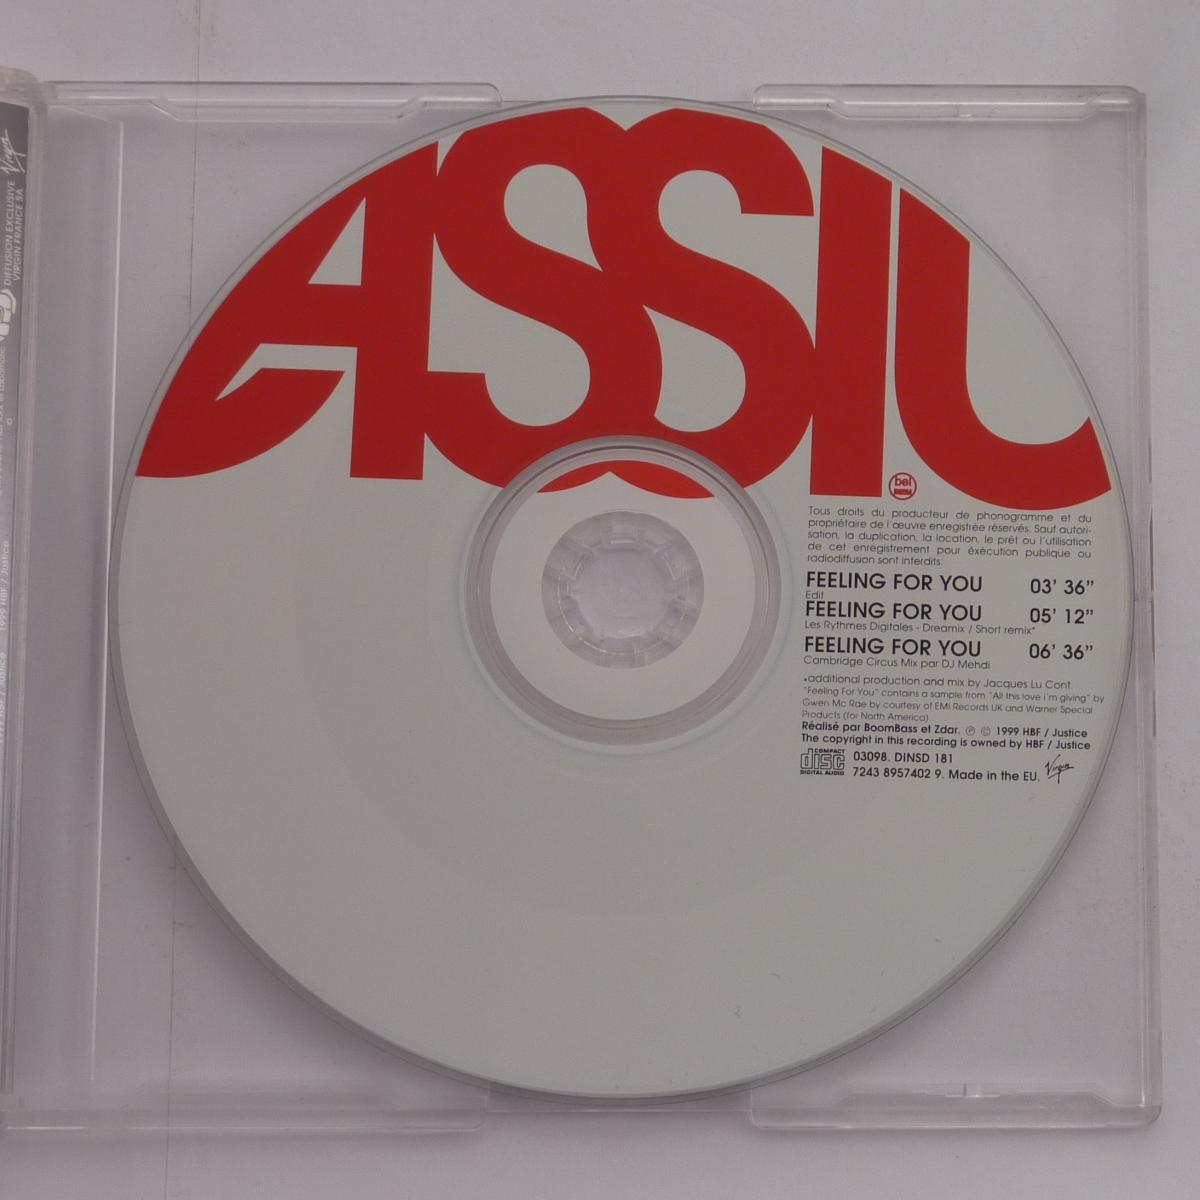 ASSIU
bel
Tous droits du producteur de phonogramme et du
propriétaire de l'œuvre enregistrée réservés. Sauf autori-
sation, la duplication, la location, le prêt ou l'utilisation
de cet enregistrement pour éxécution publique ou
radiodiffusion sont interdits.
FEELING FOR YOU 03' 36"
Edit
FEELING FOR YOU 05' 12"
Les Rythmes Digitales - Dreamix / Short remix*
FEELING FOR YOU 06' 36"
Cambridge Circus Mix par DJ Mehdi
*additional production and mix by Jacques Lu Cont.
"Feeling For You" contains a sample from "All this love i'm giving" by
Gwen Mc Rae by courtesy of EMI Records UK and Warner Special
Products (for North America)
Réalisé par BoomBass et Zdar. ℗ © 1999 HBF / Justice
The copyright in this recording is owned by HBF / Justice
COMPACT
disc
DIGITAL AUDIO
03098. DINSD 181
7243 8957402 9. Made in the EU.
Virgin
Virgin
DIFFUSION EXCLUSIVE
VIRGIN FRANCE SA
1999 HBF / Justice